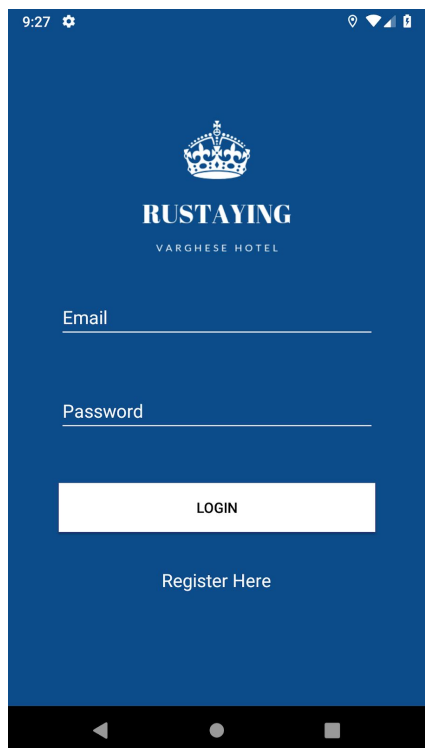 9:27
RUSTAYING
VARGHESE HOTEL
Email
Password
LOGIN
Register Here